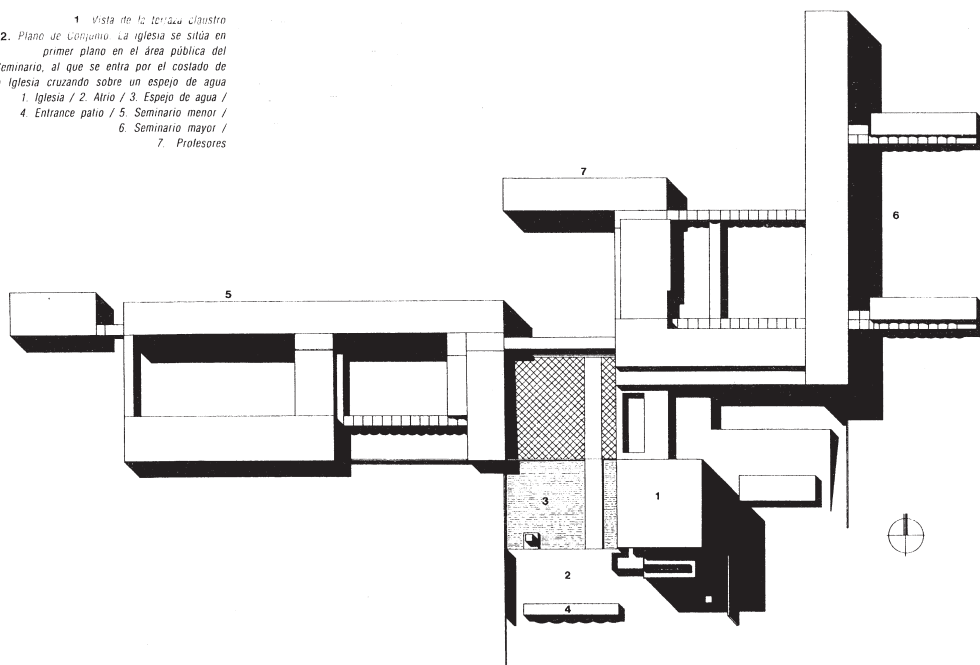 1 Vista de la terraza claustro
2. Plano de Conjunto. La Iglesia se sitúa en
primer plano en el área pública del
eminario, al que se entra por el costado de
Iglesia cruzando sobre un espejo de agua
1. Iglesia / 2. Atrio / 3. Espejo de agua /
4. Entrance patio / 5. Seminario menor /
6. Seminario mayor /
7. Profesores
7
6
5
3
1
2
4